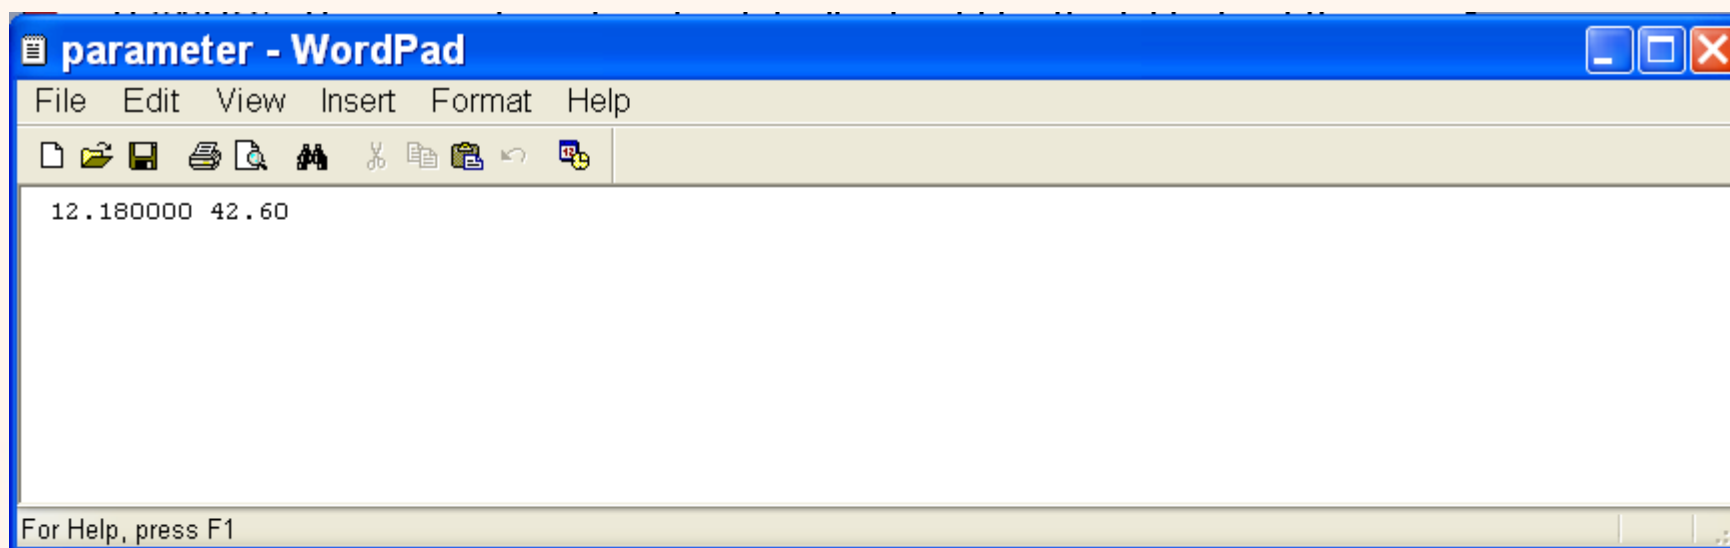 parameter - WordPad
File Edit View Insert Format Help
12.180000 42.60
For Help, press F1